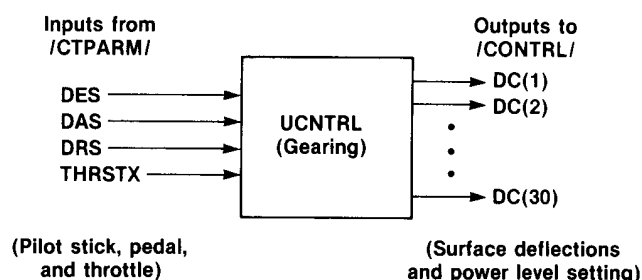 Inputs from
/CTPARM/
DES
DAS
DRS
THRSTX
(Pilot stick, pedal,
and throttle)
UCNTRL
(Gearing)
Outputs to
/CONTRL/
DC(1)
DC(2)
DC(30)
(Surface deflections
and power level setting)